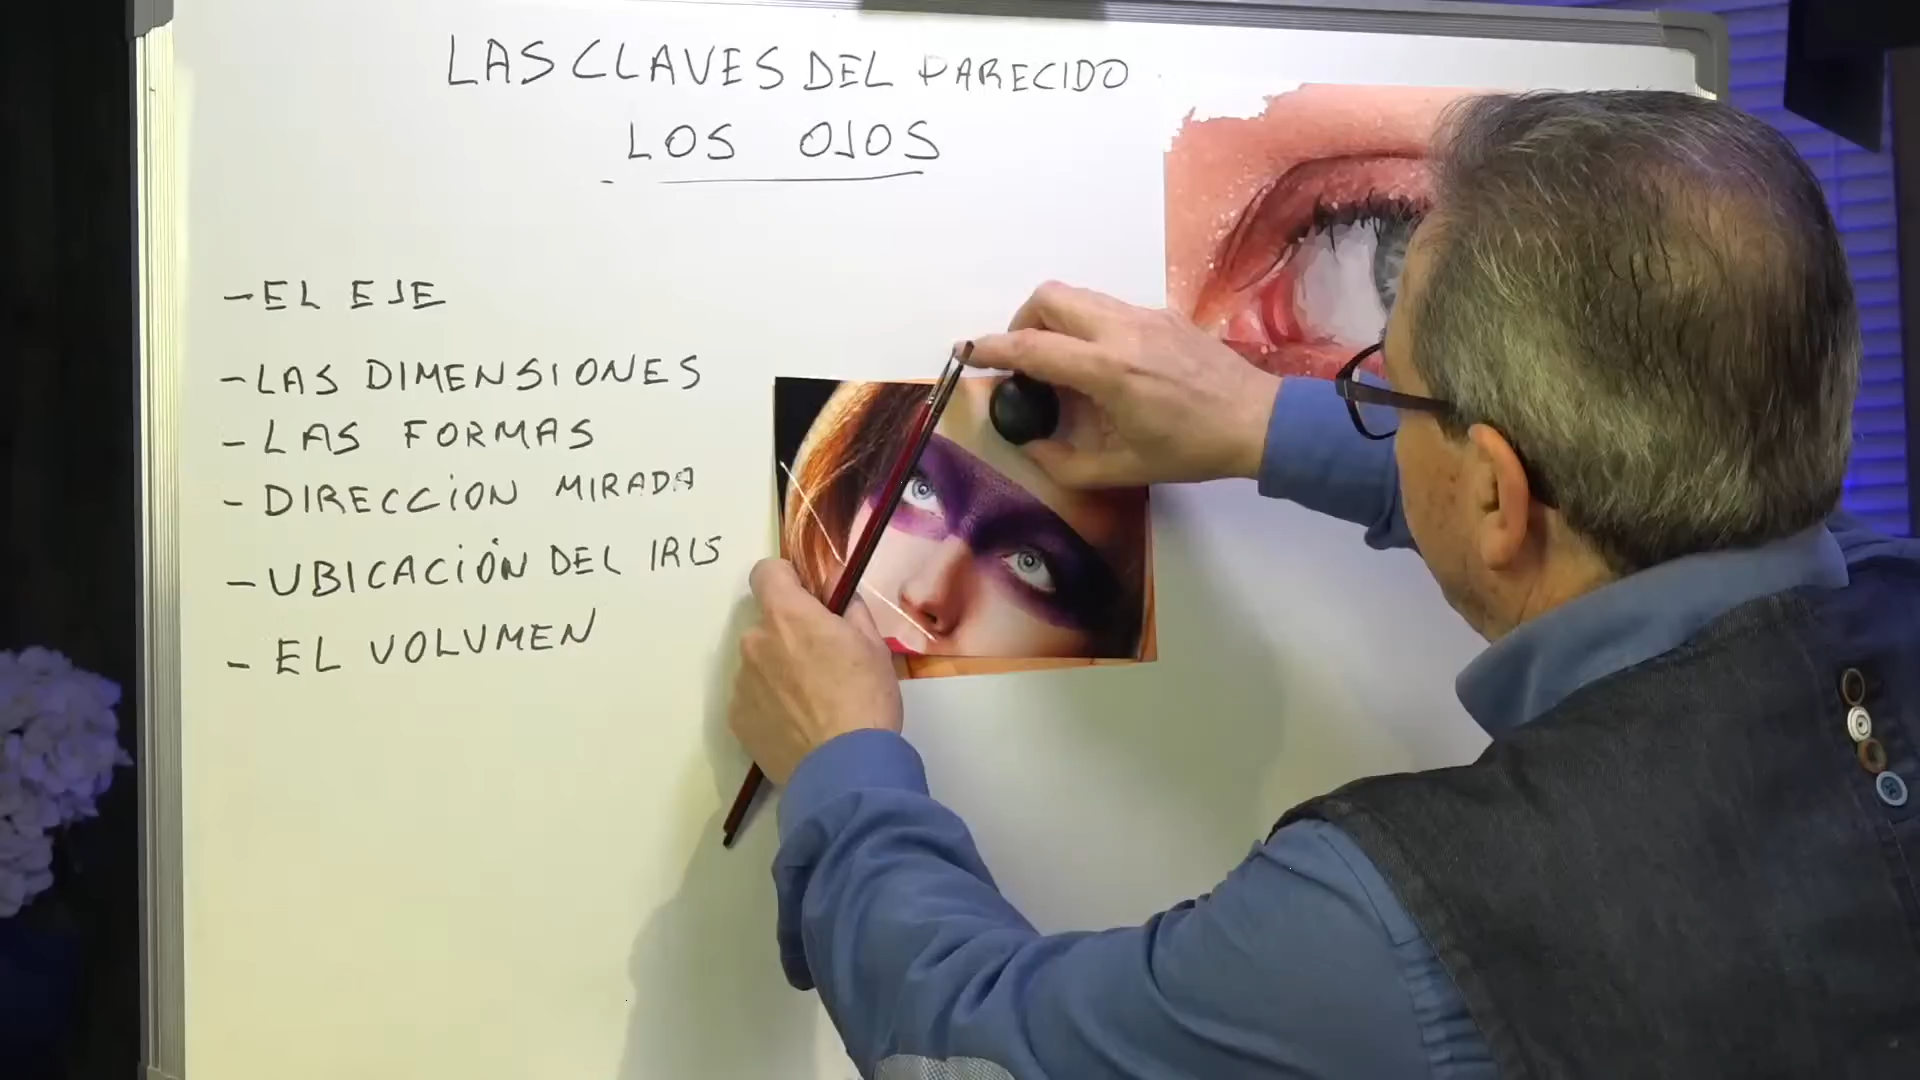 LAS CLAVES DEL PARECIDO
LOS OJOS
- EL EJE
- LAS DIMENSIONES
- LAS FORMAS
- DIRECCION MIRADA
- UBICACIÓN DEL IRIS
- EL VOLUMEN